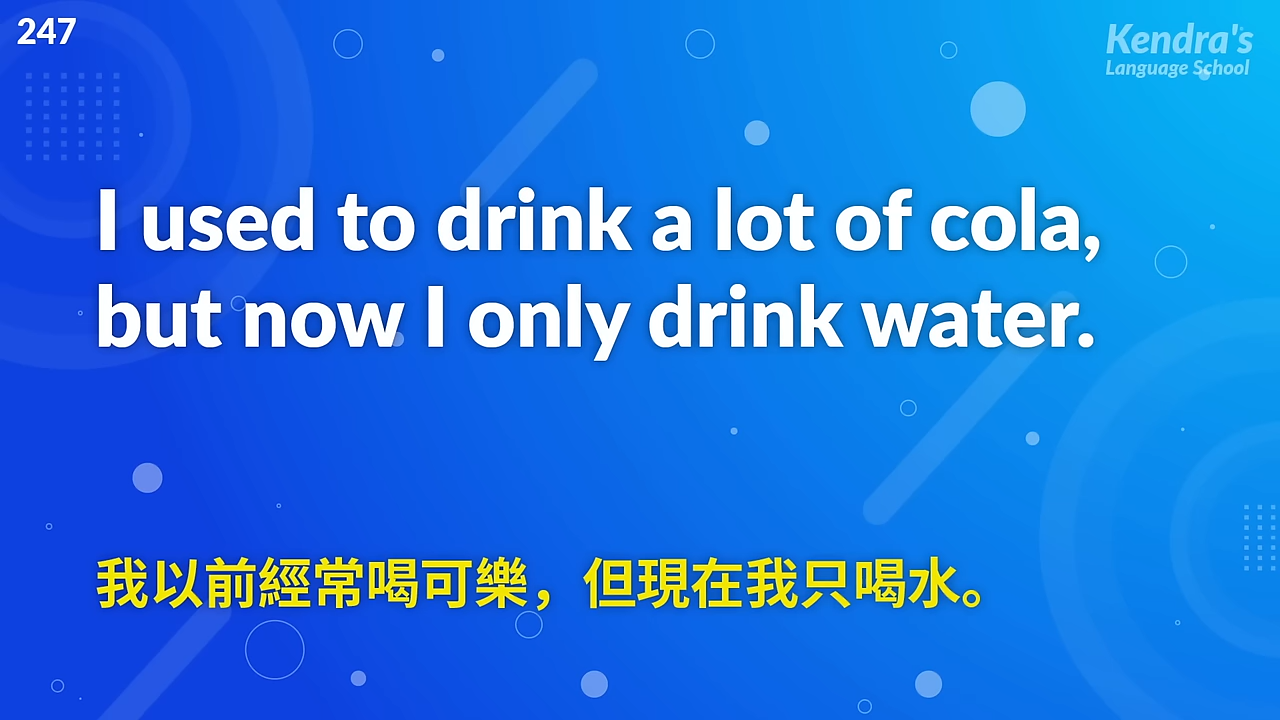 247
Kendra's
Language School
I used to drink a lot of cola,
but now I only drink water.
我以前經常喝可樂，但現在我只喝水。